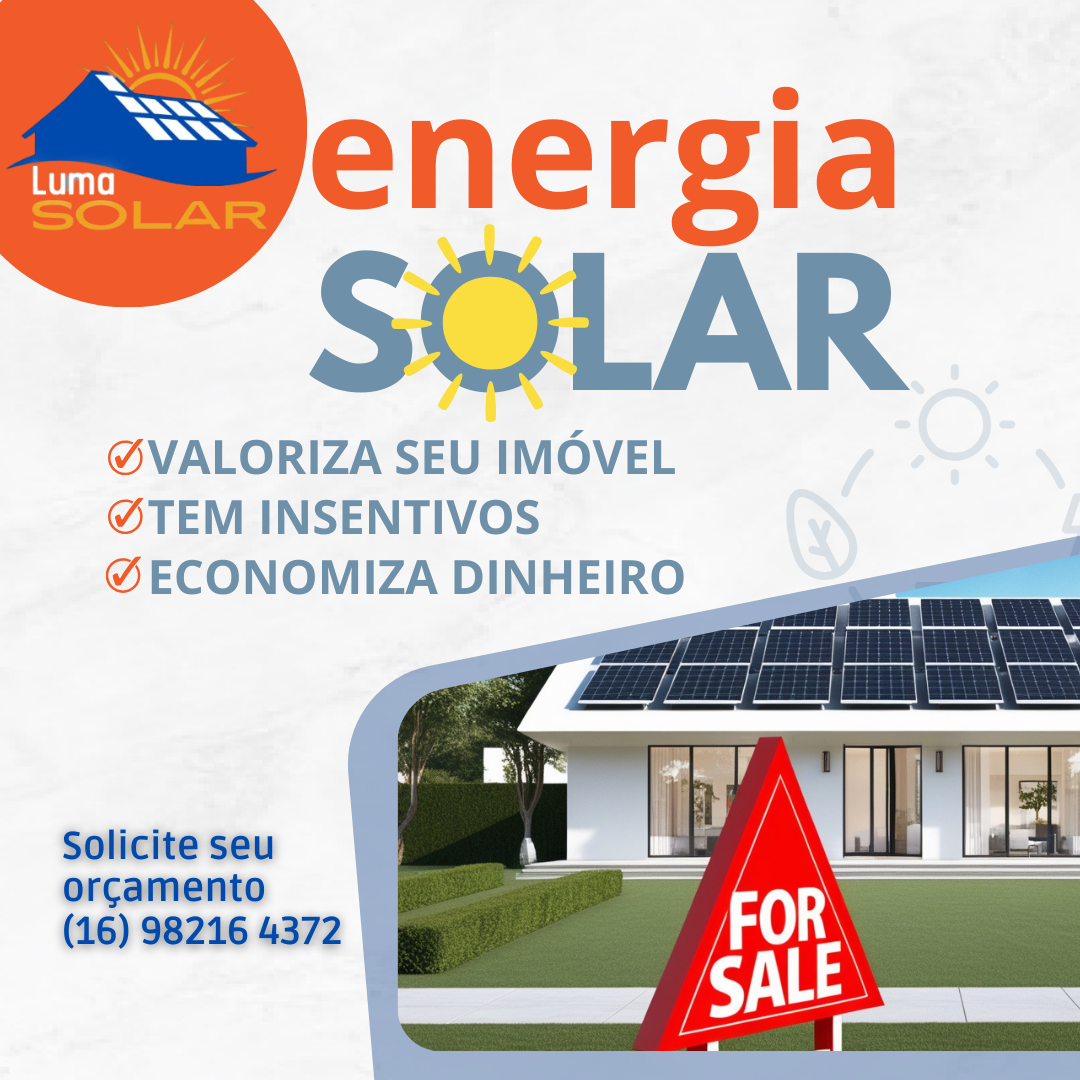 Luma
SOLAR
energia
SOLAR
VALORIZA SEU IMÓVEL
TEM INSENTIVOS
ECONOMIZA DINHEIRO
Solicite seu
orçamento
(16) 98216 4372
FOR
SALE